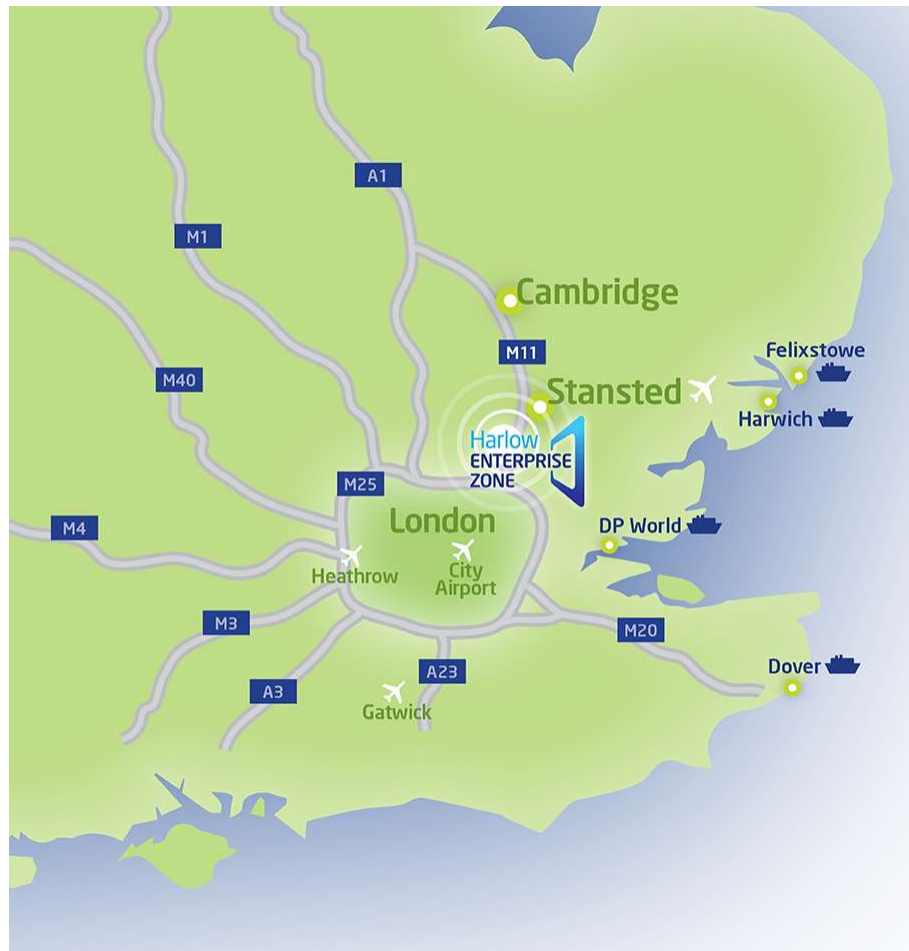 A1
M1
Cambridge
M11
Felixstowe
M40
Stansted
Harwich
Harlow
ENTERPRISE
ZONE
M25
London
DP World
M4
Heathrow
City
Airport
M3
M20
A23
Dover
A3
Gatwick